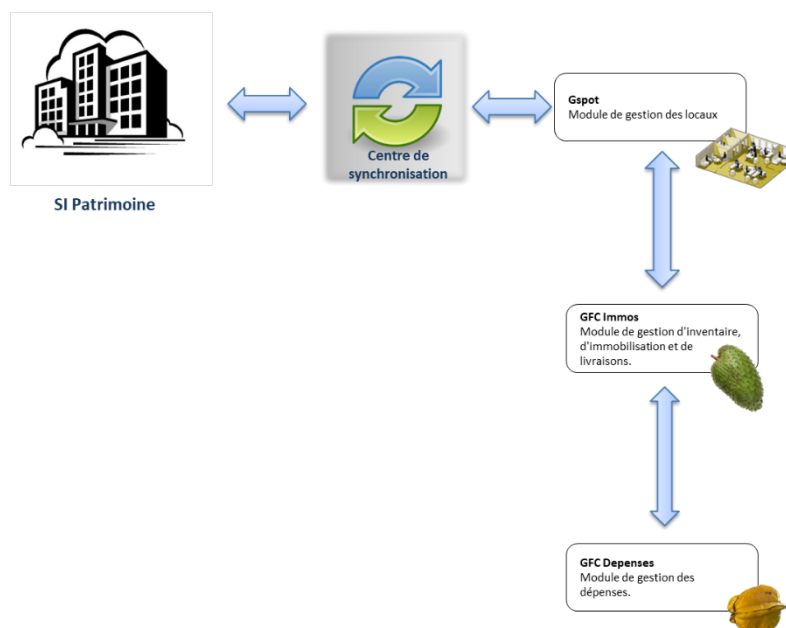 Centre de
synchronisation
SI Patrimoine
Gspot
Module de gestion des locaux
GFC Immos
Module de gestion d'inventaire,
d'immobilisation et de
livraisons.
GFC Depenses
Module de gestion des
dépenses.